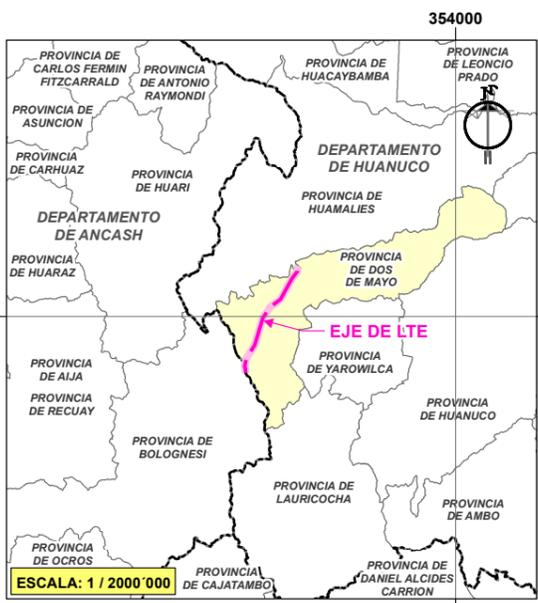 354000
PROVINCIA DE
CARLOS FERMIN
FITZCARRALD
PROVINCIA
DE ANTONIO
RAYMONDI
PROVINCIA DE
HUACAYBAMBA
PROVINCIA
DE LEONCIO
PRADO
N
PROVINCIA DE
ASUNCION
PROVINCIA
DE CARHUAZ
PROVINCIA
DE HUARI
DEPARTAMENTO
DE HUANUCO
PROVINCIA DE
HUAMALIES
DEPARTAMENTO
DE ANCASH
PROVINCIA
DE HUARAZ
PROVINCIA
DE DOS
DE MAYO
EJE DE LTE
PROVINCIA
DE AIJA
PROVINCIA
DE RECUAY
PROVINCIA
DE YAROWILCA
PROVINCIA
DE HUANUCO
PROVINCIA DE
BOLOGNESI
PROVINCIA DE
LAURICOCHA
PROVINCIA
DE AMBO
PROVINCIA
DE OCROS
PROVINCIA
DE CAJATAMBO
PROVINCIA DE
DANIEL ALCIDES
CARRION
ESCALA: 1 / 2000´000